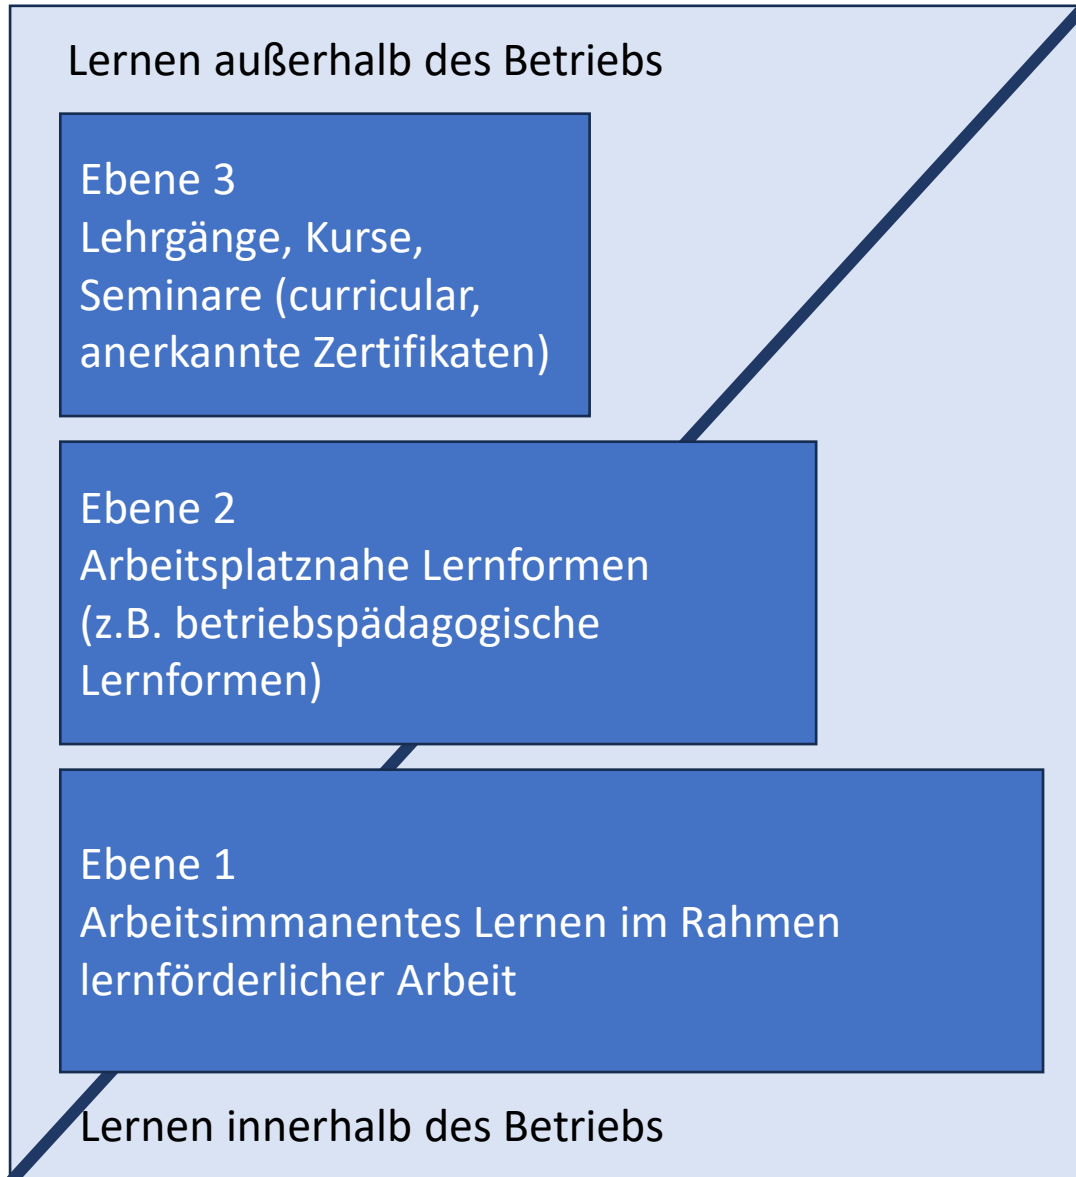 Lernen außerhalb des Betriebs
Ebene 3
Lehrgänge, Kurse,
Seminare (curricular,
anerkannte Zertifikaten)
Ebene 2
Arbeitsplatznahe Lernformen
(z.B. betriebspädagogische
Lernformen)
Ebene 1
Arbeitsimmanentes Lernen im Rahmen
lernförderlicher Arbeit
Lernen innerhalb des Betriebs